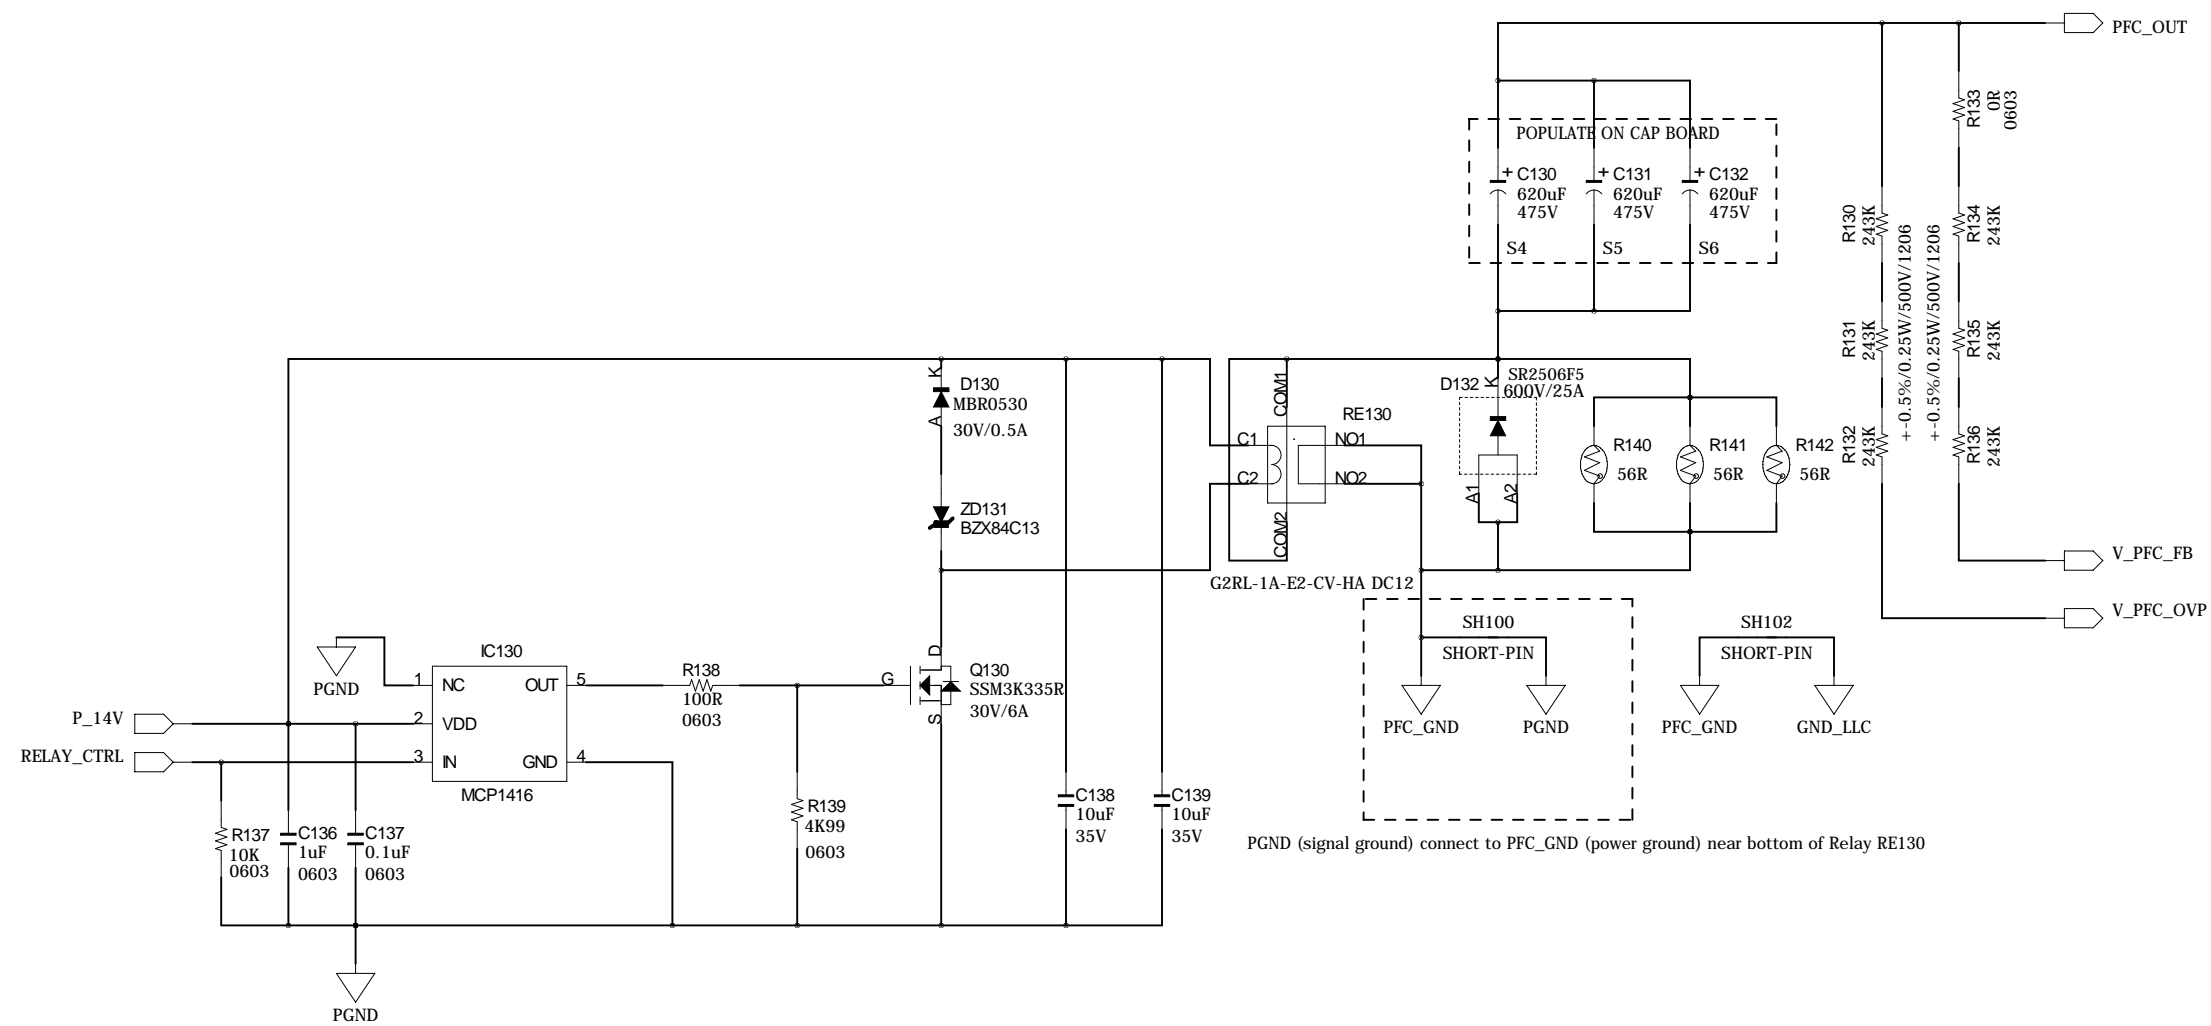 PFC_OUT
R133
0R
0603
POPULATE ON CAP BOARD
+
C130
620uF
475V
S4
+
C131
620uF
475V
S5
+
C132
620uF
475V
S6
R130
243K
R131
243K
R132
243K
+-0.5%/0.25W/500V/1206
+-0.5%/0.25W/500V/1206
R134
243K
R135
243K
R136
243K
V_PFC_FB
V_PFC_OVP
K
D130
MBR0530
A
30V/0.5A
ZD131
BZX84C13
COM1
C1
C2
COM2
RE130
NO1
NO2
G2RL-1A-E2-CV-HA DC12
D132
K
SR2506F5
600V/25A
A1
A2
R140
56R
R141
56R
R142
56R
SH100
SHORT-PIN
PFC_GND
PGND
SH102
SHORT-PIN
PFC_GND
GND_LLC
PGND (signal ground) connect to PFC_GND (power ground) near bottom of Relay RE130
PGND
IC130
1
NC
OUT
5
2
VDD
3
IN
GND
4
MCP1416
P_14V
RELAY_CTRL
R138
100R
0603
G
D
S
Q130
SSM3K335R
30V/6A
R137
10K
0603
C136
1uF
0603
C137
0.1uF
0603
R139
4K99
0603
C138
10uF
35V
C139
10uF
35V
PGND